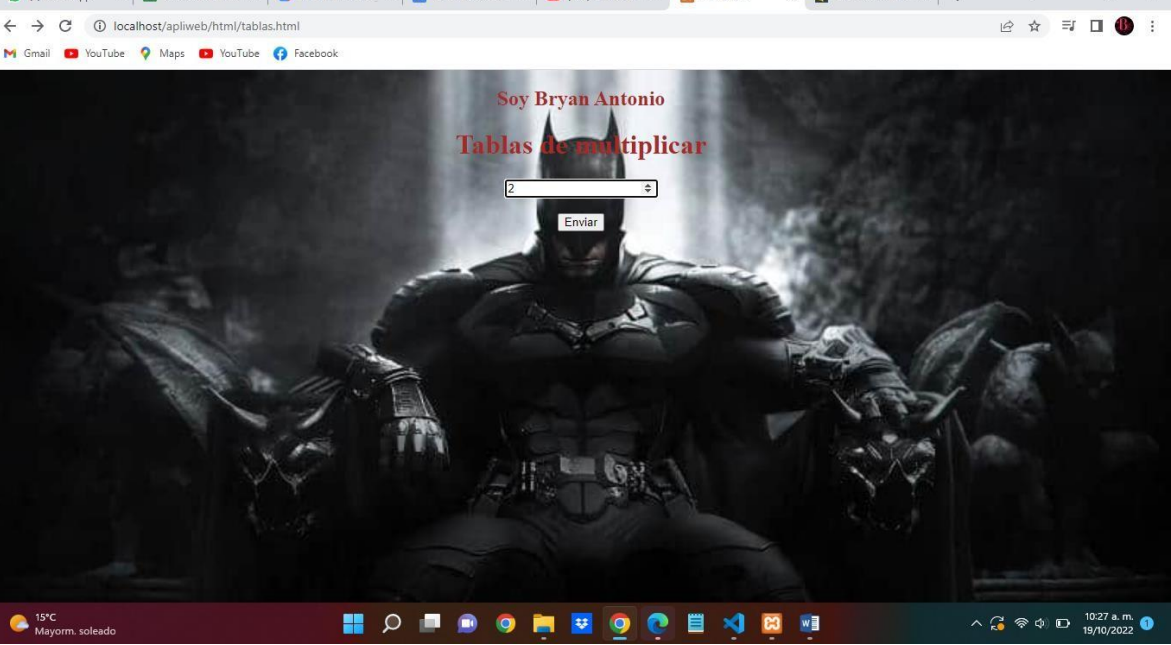 localhost/apliweb/html/tablas.html
Gmail YouTube Maps YouTube Facebook
Soy Bryan Antonio
Tablas de multiplicar
2
Enviar
15°C
Mayorm. soleado
10:27 a. m.
19/10/2022
1